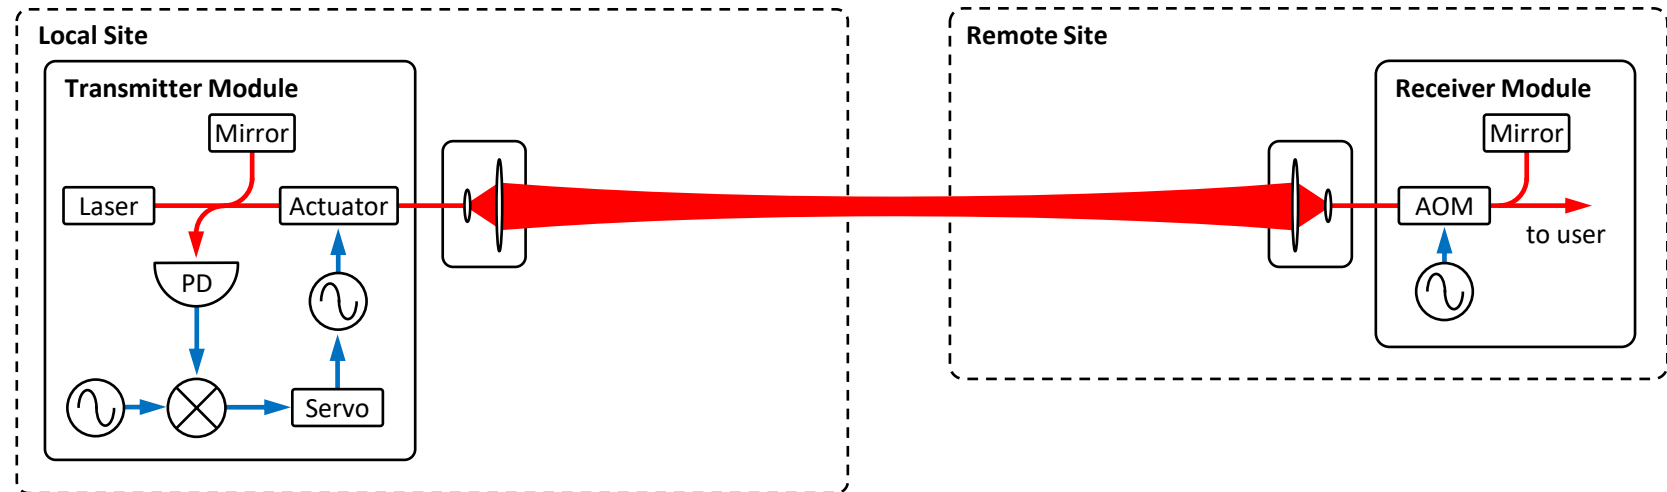 Local Site
Transmitter Module
Mirror
Laser
Actuator
PD
Servo
Remote Site
Receiver Module
Mirror
AOM
to user